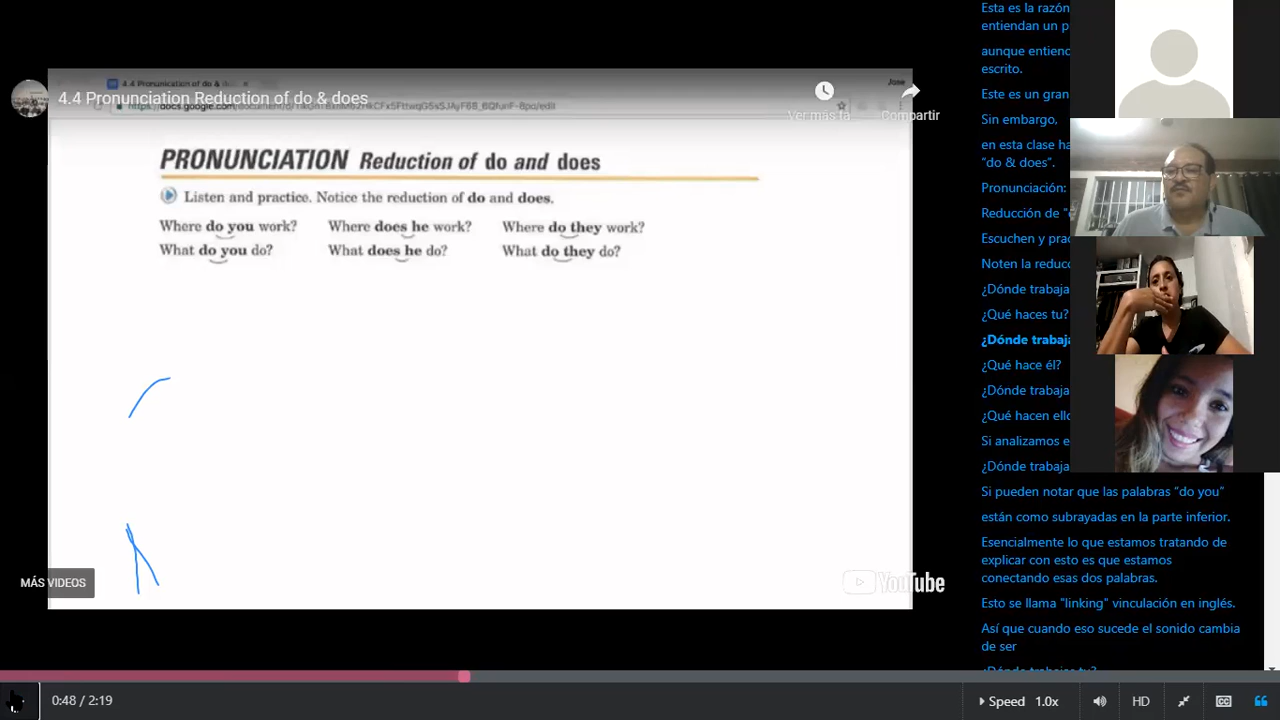 4.4 Pronunciation Reduction of do & does
Ver más ta
Compartir
PRONUNCIATION Reduction of do and does
Listen and practice. Notice the reduction of do and does.
Where do you work? Where does he work? Where do they work?
What do you do? What does he do? What do they do?
MÁS VIDEOS
YouTube
0:48 / 2:19
Speed 1.0x
HD
CC
Esta es la razón
entiendan un p
aunque entiend
escrito.
Este es un gran
Sin embargo,
en esta clase ha
"do & does".
Pronunciación:
Reducción de "
Escuchen y prac
Noten la reducc
¿Dónde trabaja
¿Qué haces tu?
¿Dónde trabaja
¿Qué hace él?
¿Dónde trabaja
¿Qué hacen ello
Si analizamos e
¿Dónde trabaja
Si pueden notar que las palabras “do you”
están como subrayadas en la parte inferior.
Esencialmente lo que estamos tratando de
explicar con esto es que estamos
conectando esas dos palabras.
Esto se llama "linking" vinculación en inglés.
Así que cuando eso sucede el sonido cambia
de ser